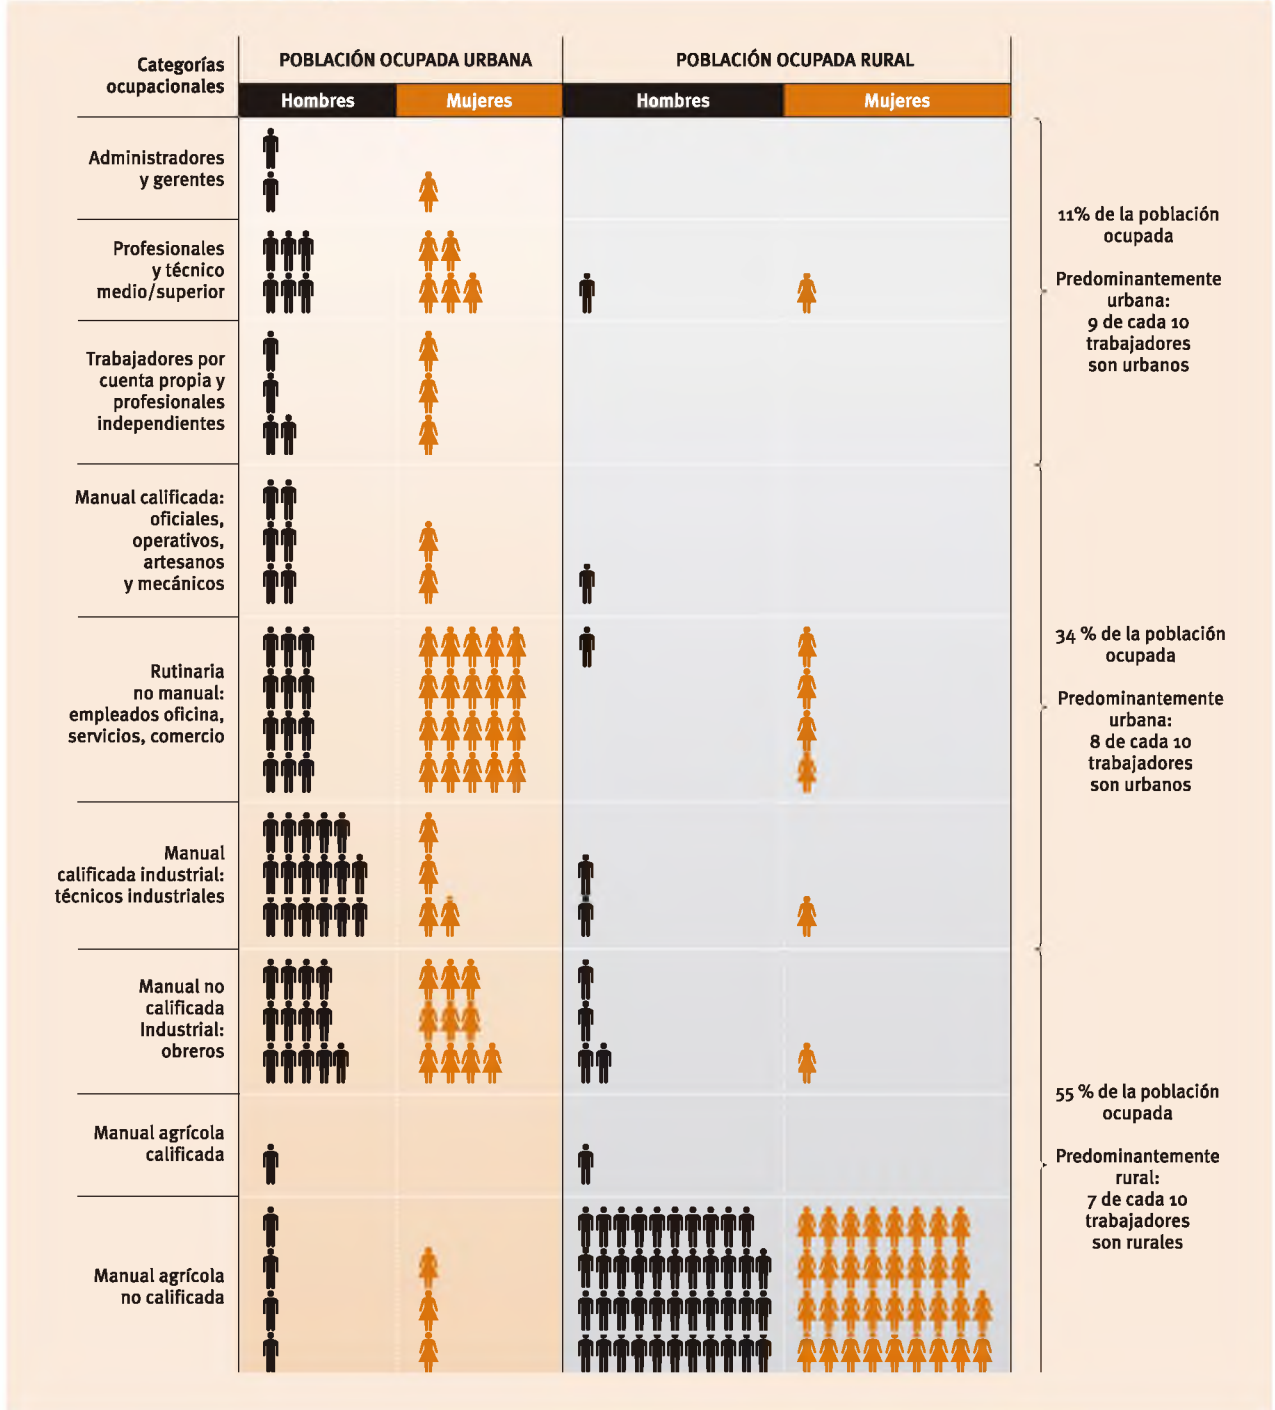 Categorías
ocupacionales
POBLACIÓN OCUPADA URBANA
POBLACIÓN OCUPADA RURAL
Hombres
Mujeres
Hombres
Mujeres
Administradores
y gerentes
Profesionales
y técnico
medio/superior
Trabajadores por
cuenta propia y
profesionales
independientes
11% de la población
ocupada
Predominantemente
urbana:
9 de cada 10
trabajadores
son urbanos
Manual calificada:
oficiales,
operativos,
artesanos
y mecánicos
Rutinaria
no manual:
empleados oficina,
servicios, comercio
Manual
calificada industrial:
técnicos industriales
34 % de la población
ocupada
Predominantemente
urbana:
8 de cada 10
trabajadores
son urbanos
Manual no
calificada
Industrial:
obreros
Manual agrícola
calificada
Manual agrícola
no calificada
55 % de la población
ocupada
Predominantemente
rural:
7 de cada 10
trabajadores
son rurales